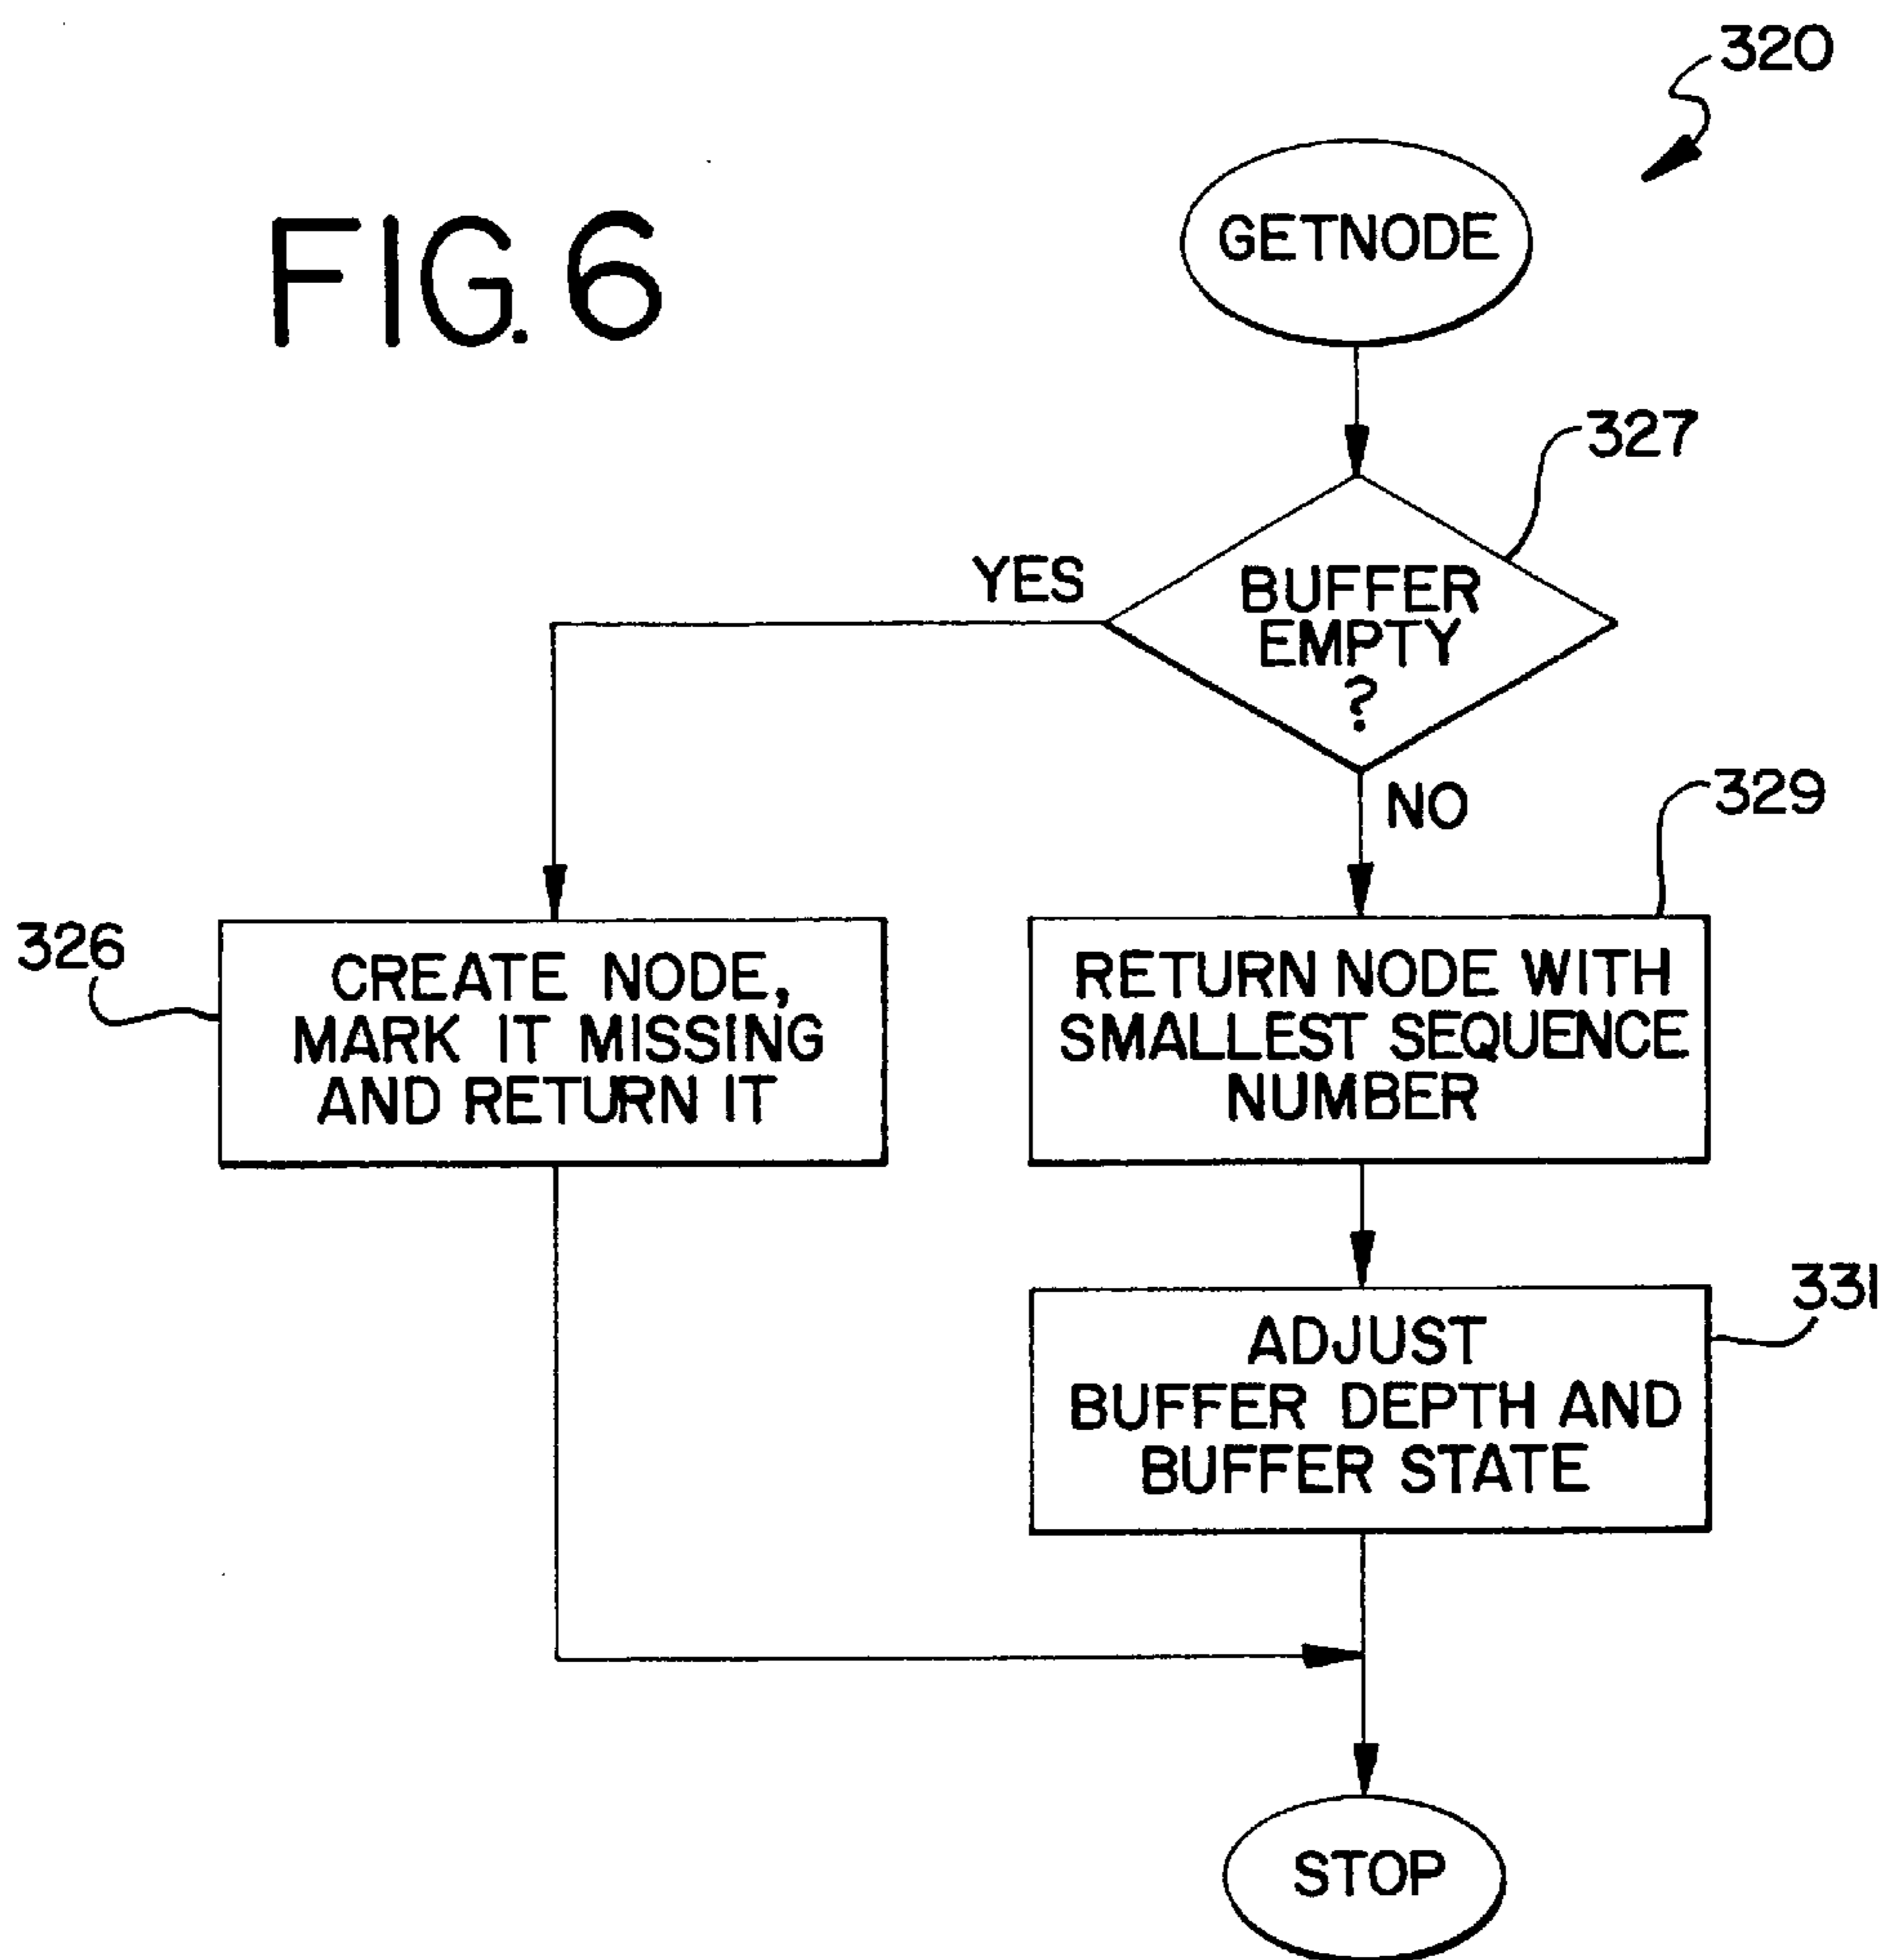 320
FIG. 6
GETNODE
327
YES
BUFFER
EMPTY
?
NO
329
326
CREATE NODE,
MARK IT MISSING
AND RETURN IT
RETURN NODE WITH
SMALLEST SEQUENCE
NUMBER
331
ADJUST
BUFFER DEPTH AND
BUFFER STATE
STOP